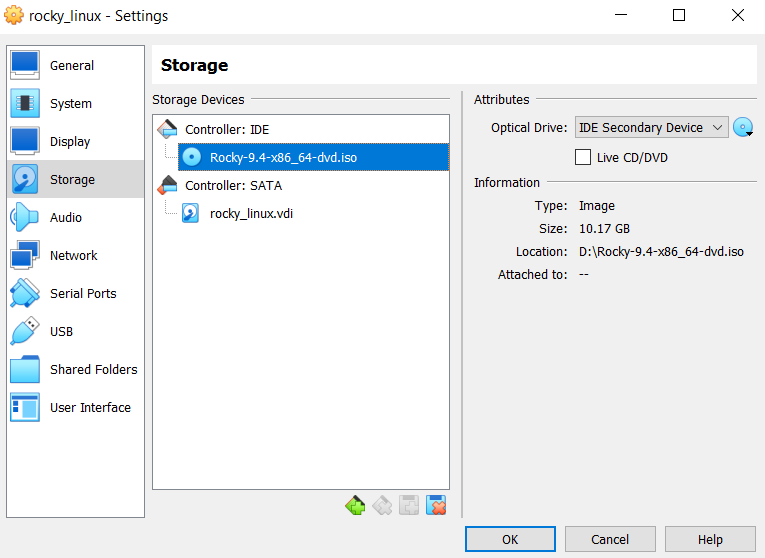 rocky_linux - Settings
General
System
Display
Storage
Audio
Network
Serial Ports
USB
Shared Folders
User Interface
Storage
Storage Devices
Controller: IDE
Rocky-9.4-x86_64-dvd.iso
Controller: SATA
rocky_linux.vdi
Attributes
Optical Drive: IDE Secondary Device
Live CD/DVD
Information
Type: Image
Size: 10.17 GB
Location: D:\Rocky-9.4-x86_64-dvd.iso
Attached to: --
OK Cancel Help